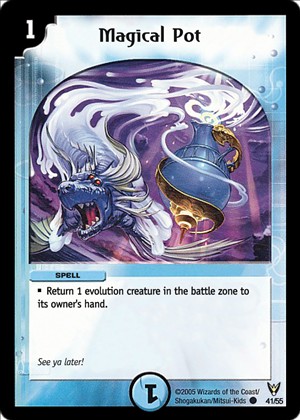 1
Magical Pot
SPELL
▪ Return 1 evolution creature in the battle zone to
its owner's hand.
See ya later!
1
©2005 Wizards of the Coast/
Shogakukan/Mitsui-Kids ● 41/55